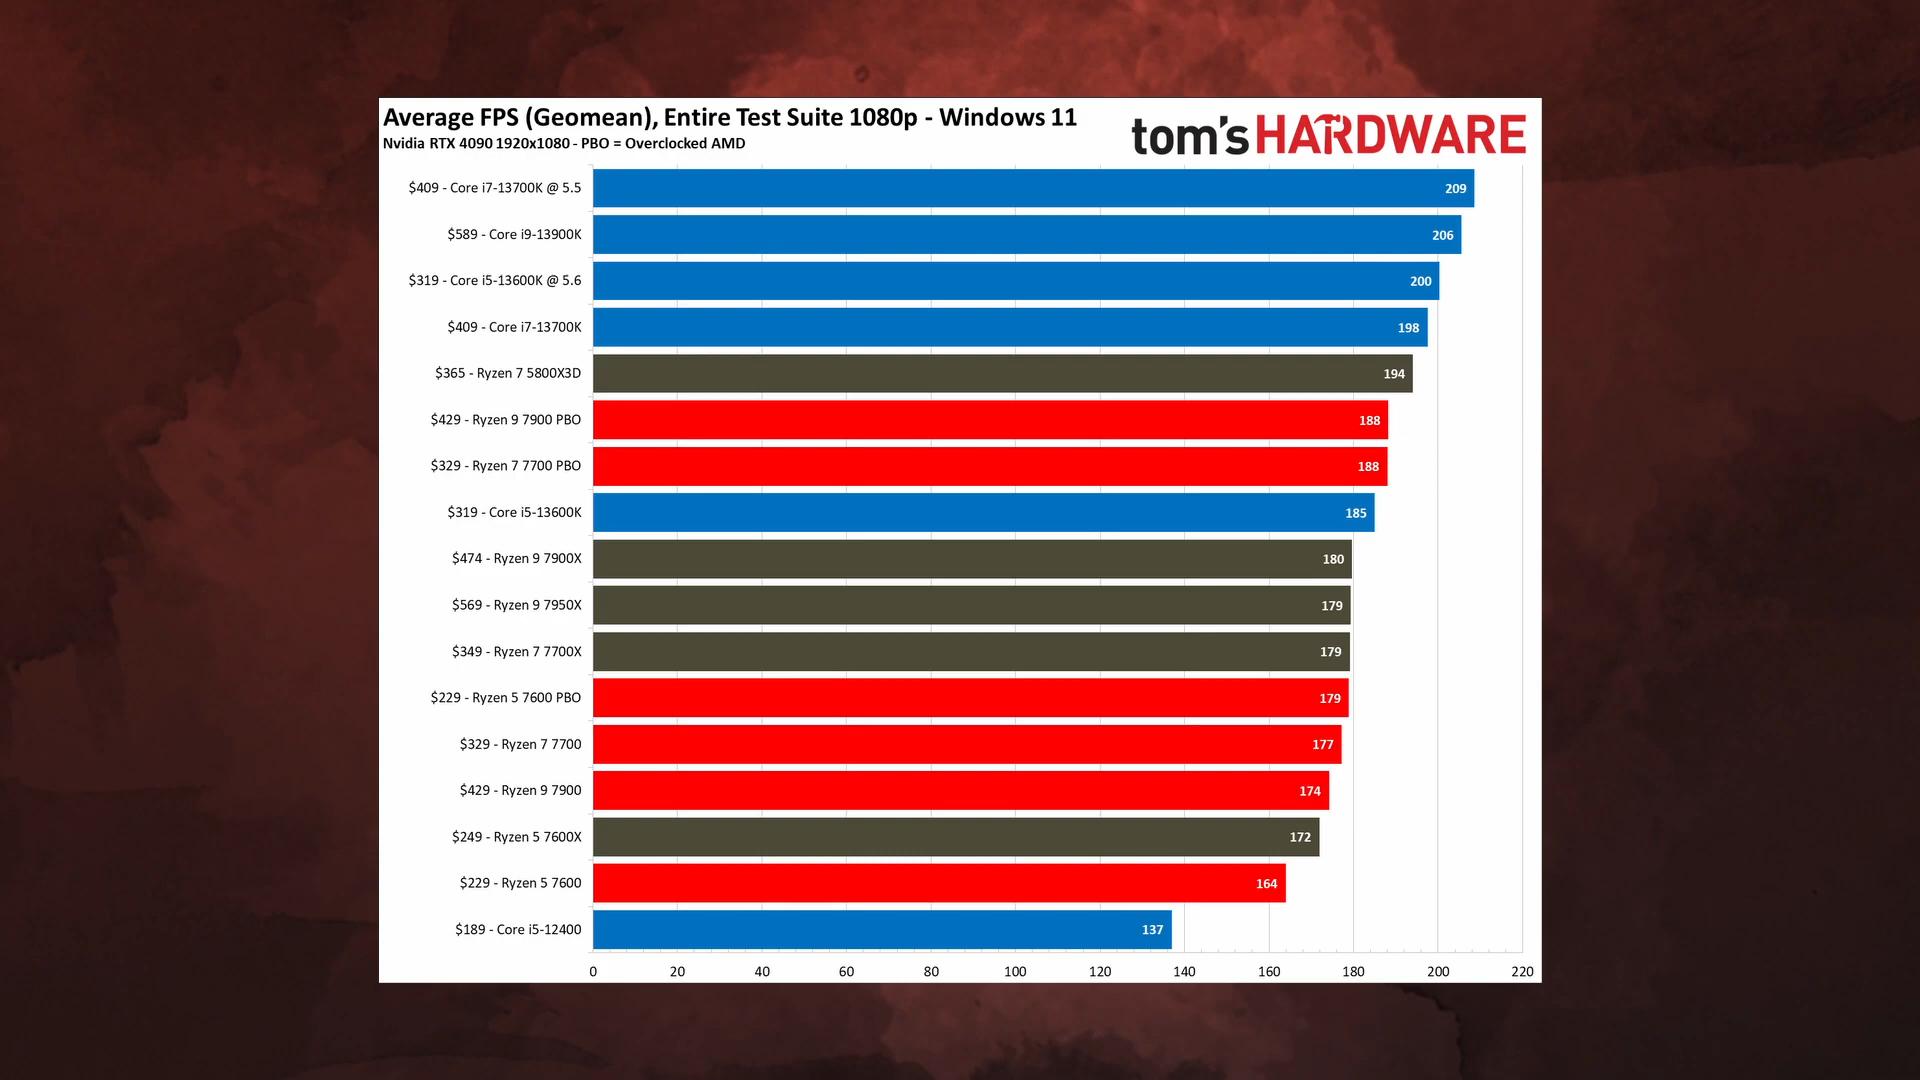 Average FPS (Geomean), Entire Test Suite 1080p - Windows 11
Nvidia RTX 4090 1920x1080 - PBO = Overclocked AMD
tom's HARDWARE
$409 - Core i7-13700K @ 5.5 209
$589 - Core i9-13900K 206
$319 - Core i5-13600K @ 5.6 200
$409 - Core i7-13700K 198
$365 - Ryzen 7 5800X3D 194
$429 - Ryzen 9 7900 PBO 188
$329 - Ryzen 7 7700 PBO 188
$319 - Core i5-13600K 185
$474 - Ryzen 9 7900X 180
$569 - Ryzen 9 7950X 179
$349 - Ryzen 7 7700X 179
$229 - Ryzen 5 7600 PBO 179
$329 - Ryzen 7 7700 177
$429 - Ryzen 9 7900 174
$249 - Ryzen 5 7600X 172
$229 - Ryzen 5 7600 164
$189 - Core i5-12400 137
0 20 40 60 80 100 120 140 160 180 200 220